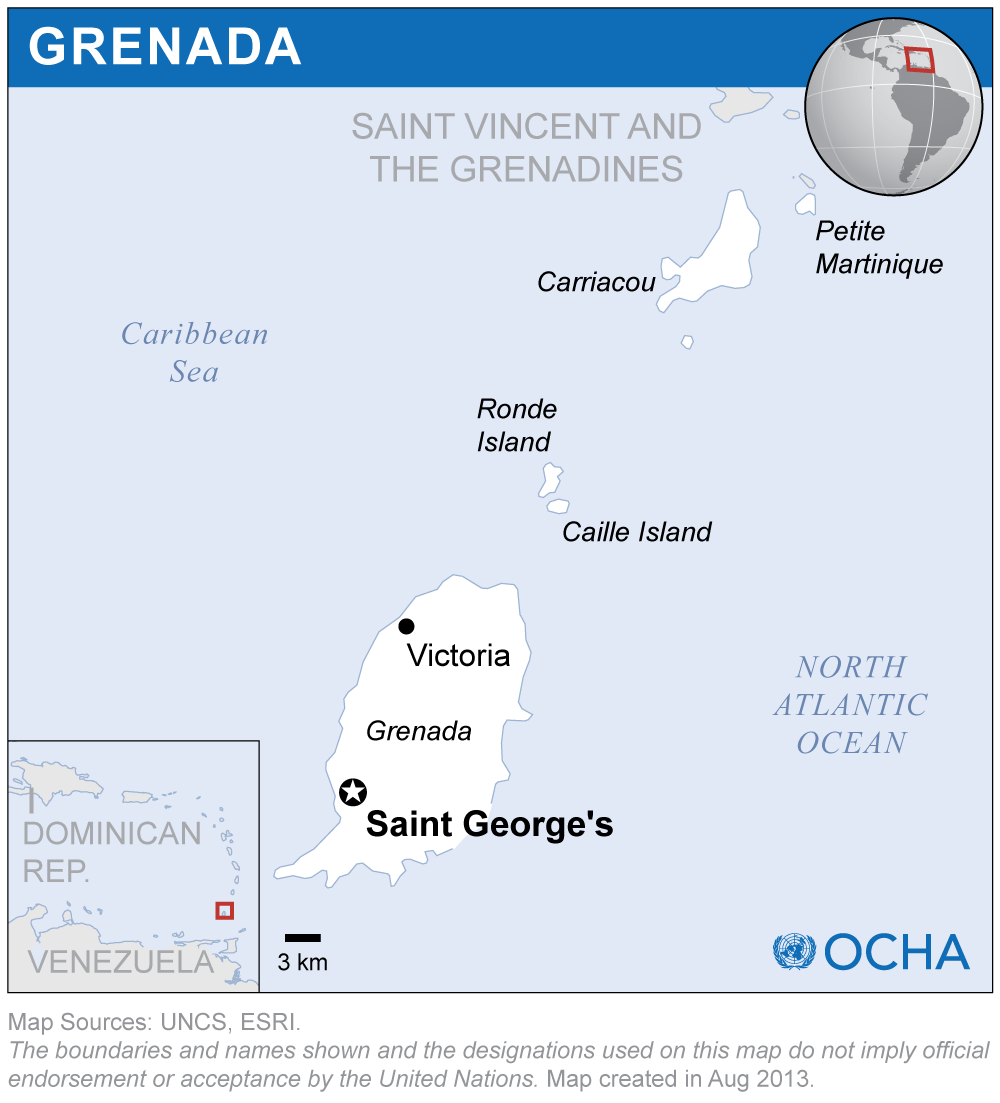 GRENADA
SAINT VINCENT AND
THE GRENADINES
Petite
Martinique
Carriacou
Caribbean
Sea
Ronde
Island
Caille Island
Victoria
NORTH
ATLANTIC
OCEAN
Grenada
Saint George's
DOMINICAN
REP.
VENEZUELA
3 km
OCHA
Map Sources: UNCS, ESRI.
The boundaries and names shown and the designations used on this map do not imply official
endorsement or acceptance by the United Nations. Map created in Aug 2013.